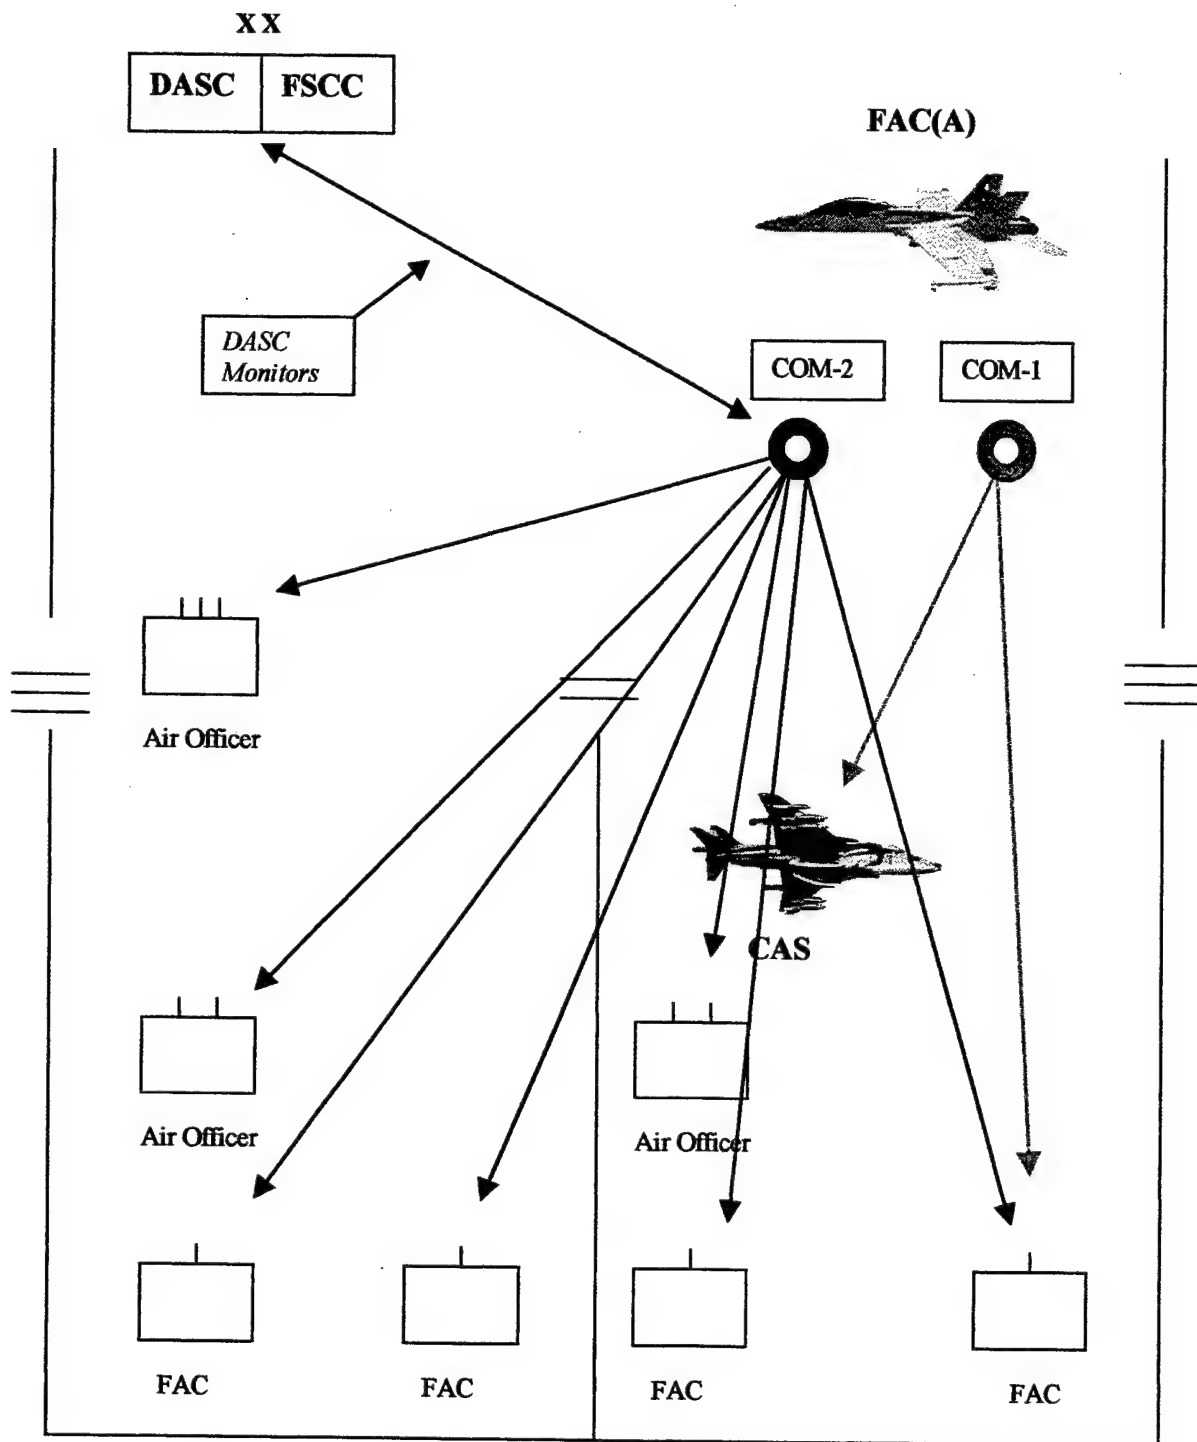 X X
DASC FSCC
FAC(A)
DASC
Monitors
COM-2
COM-1
Air Officer
CAS
Air Officer
Air Officer
FAC
FAC
FAC
FAC